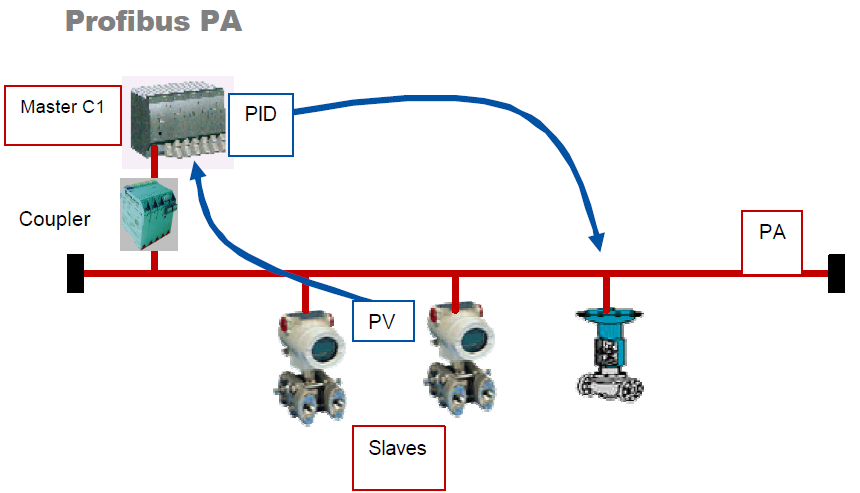 Profibus PA
Master C1
PID
Coupler
PA
PV
Slaves